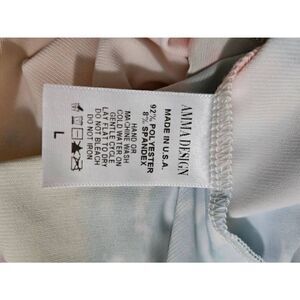 AMMA DESIGN
MADE IN U.S.A.
92% POLYESTER
8% SPANDEX
HAND OR
MACHINE WASH
COLD WATER ON
GENTLE CYCLE
LAY FLAT TO DRY
DO NOT BLEACH
DO NOT IRON
L